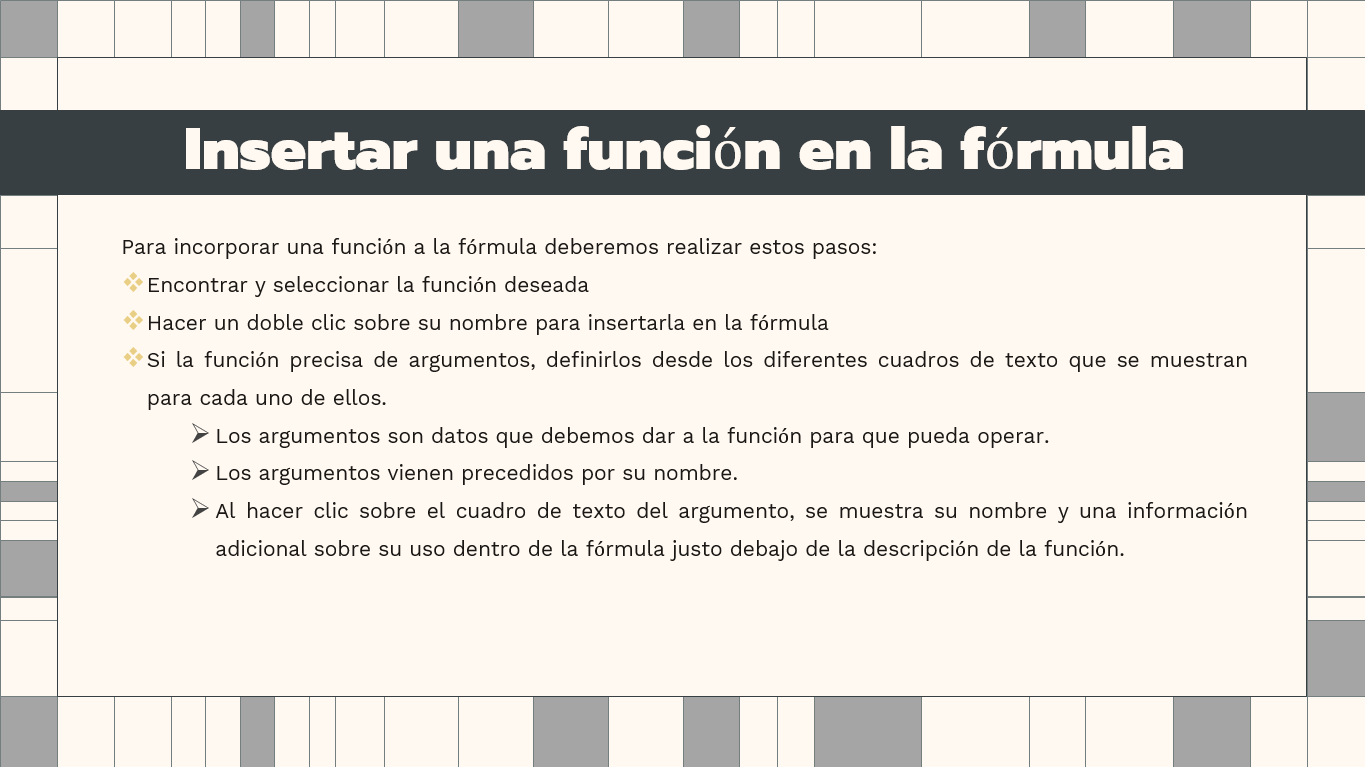 Insertar una función en la fórmula
Para incorporar una función a la fórmula deberemos realizar estos pasos:
❖Encontrar y seleccionar la función deseada
❖Hacer un doble clic sobre su nombre para insertarla en la fórmula
❖Si la función precisa de argumentos, definirlos desde los diferentes cuadros de texto que se muestran
para cada uno de ellos.
➢Los argumentos son datos que debemos dar a la función para que pueda operar.
➢Los argumentos vienen precedidos por su nombre.
➢Al hacer clic sobre el cuadro de texto del argumento, se muestra su nombre y una información
adicional sobre su uso dentro de la fórmula justo debajo de la descripción de la función.